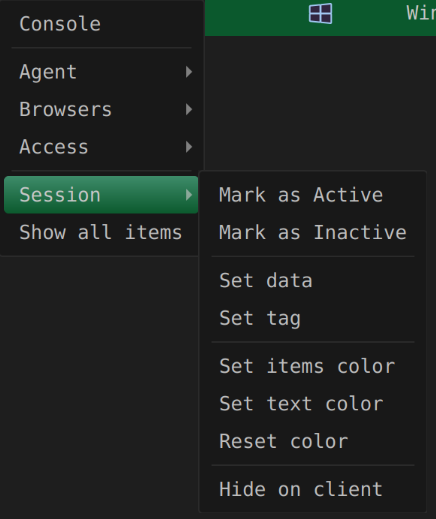 Console
Agent
Browsers
Access
Session
Show all items
Mark as Active
Mark as Inactive
Set data
Set tag
Set items color
Set text color
Reset color
Hide on client